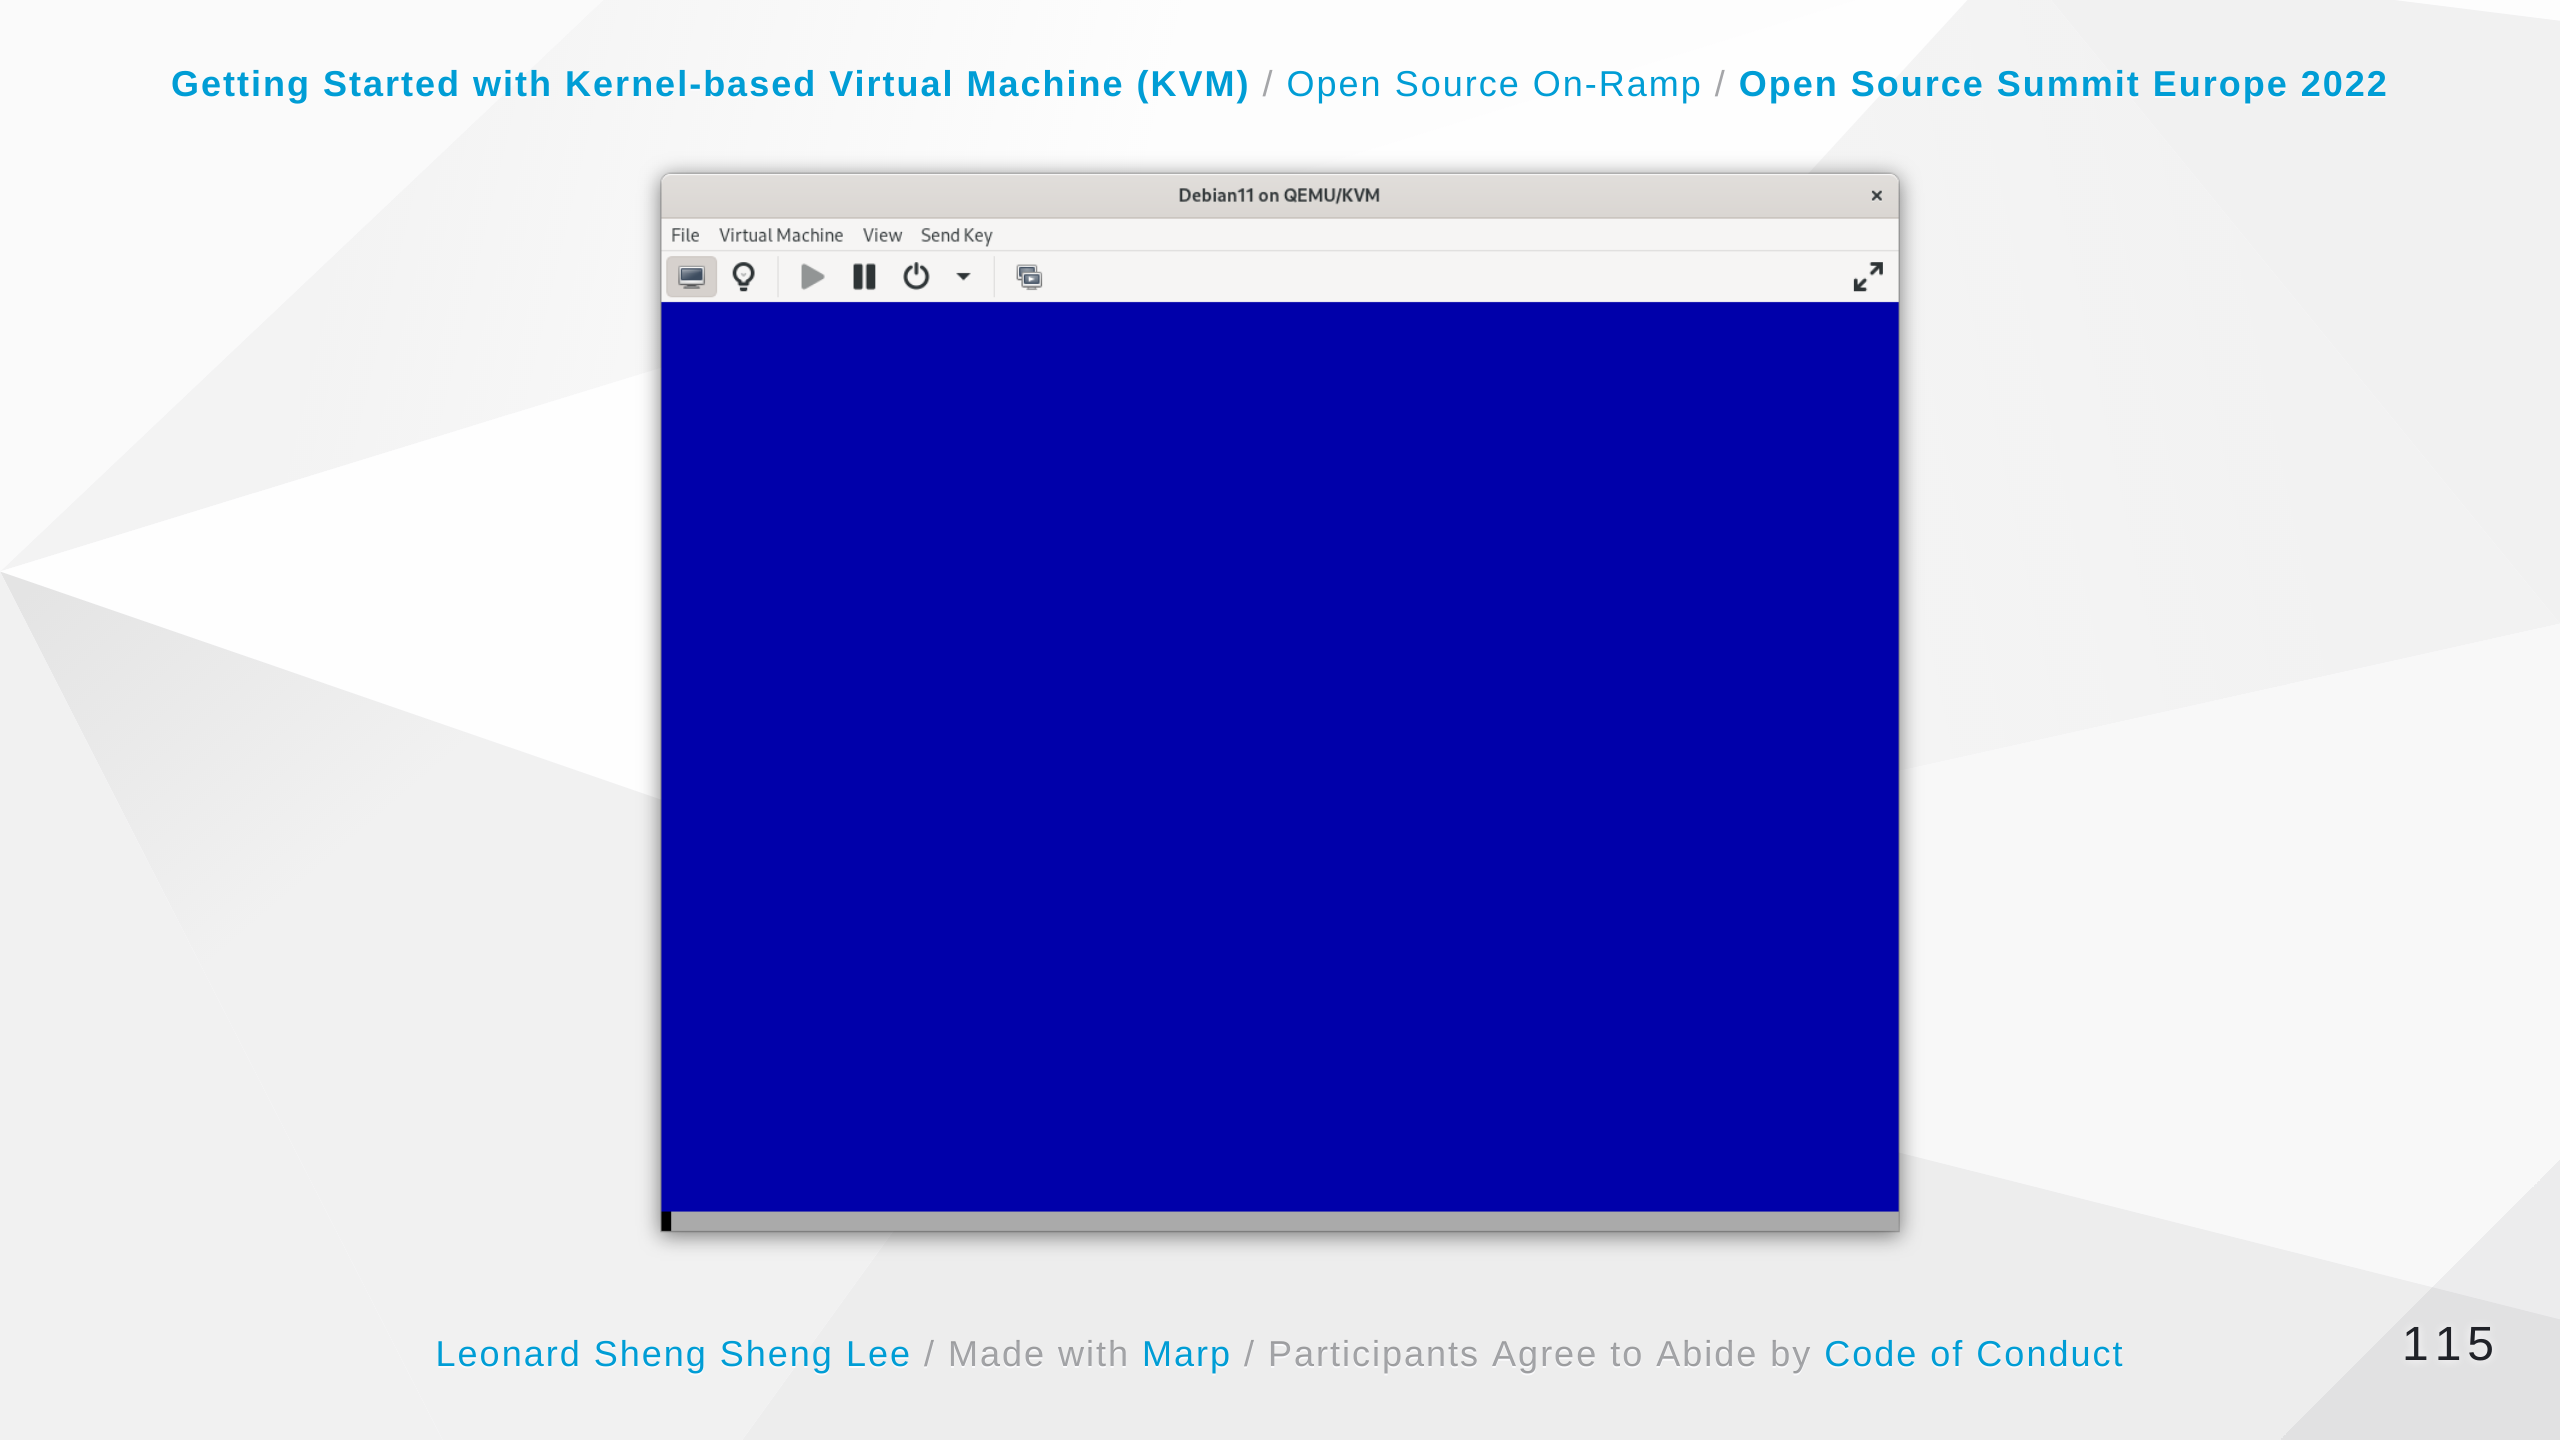 Getting Started with Kernel-based Virtual Machine (KVM) / Open Source On-Ramp / Open Source Summit Europe 2022
Debian11 on QEMU/KVM
File Virtual Machine View Send Key
Leonard Sheng Sheng Lee / Made with Marp / Participants Agree to Abide by Code of Conduct
115